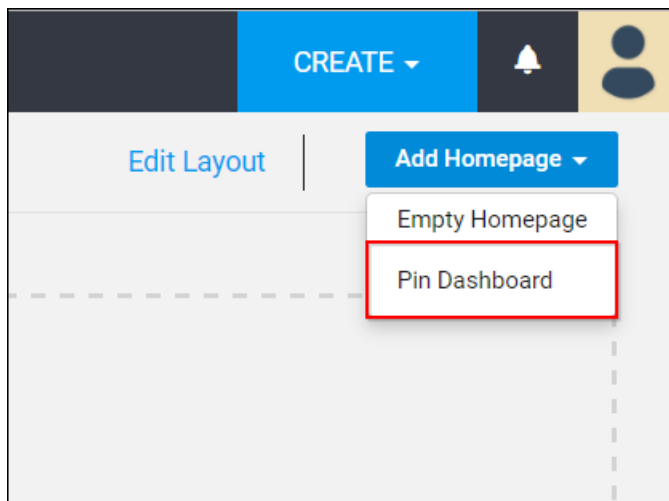 CREATE
Edit Layout
Add Homepage
Empty Homepage
Pin Dashboard